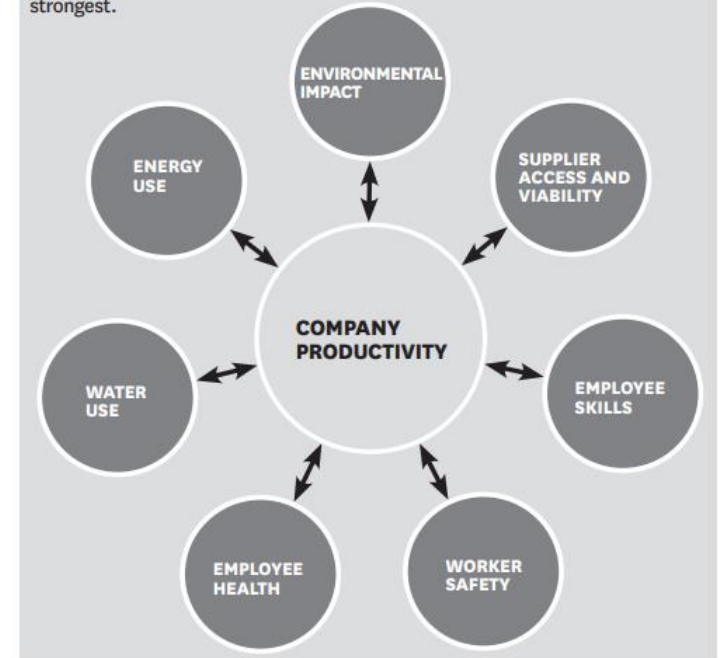 strongest.
ENVIRONMENTAL
IMPACT
ENERGY
USE
SUPPLIER
ACCESS AND
VIABILITY
COMPANY
PRODUCTIVITY
WATER
USE
EMPLOYEE
SKILLS
EMPLOYEE
HEALTH
WORKER
SAFETY